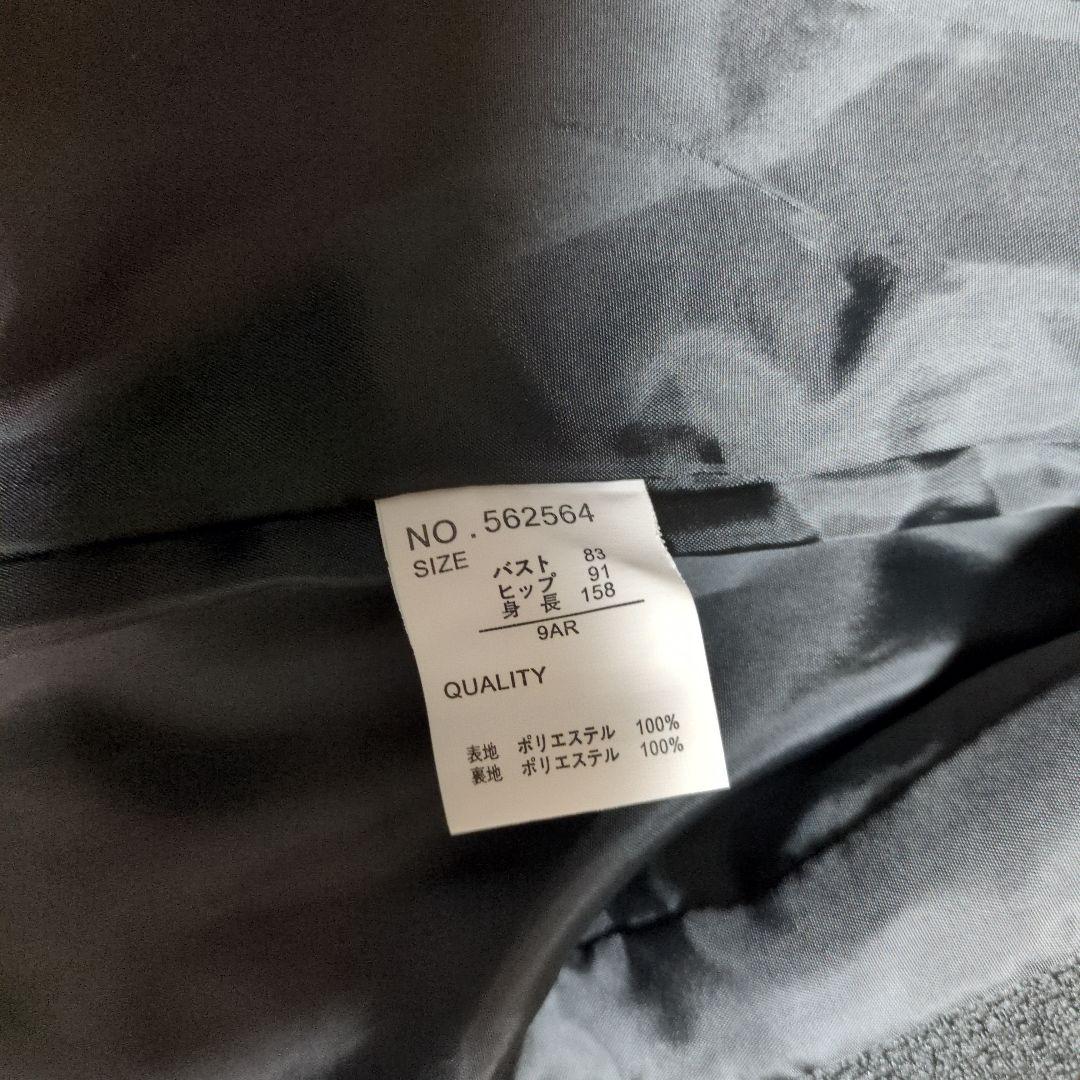 NO. 562564
SIZE
バスト 83
ヒップ 91
身 長 158
9AR
QUALITY
表地 ポリエステル 100%
裏地 ポリエステル 100%